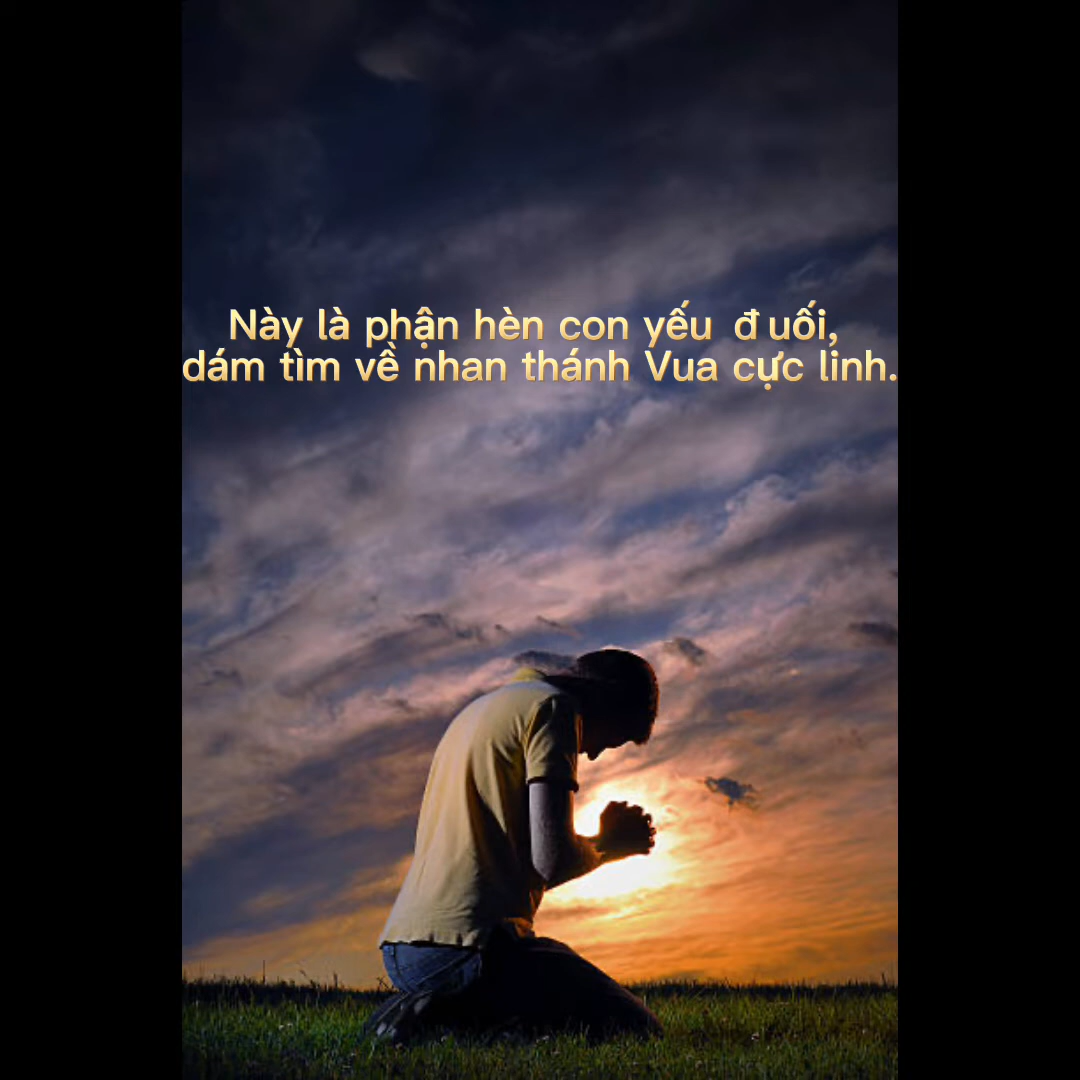 Này là phận hèn con yếu đuối,
dám tìm về nhan thánh Vua cực linh.